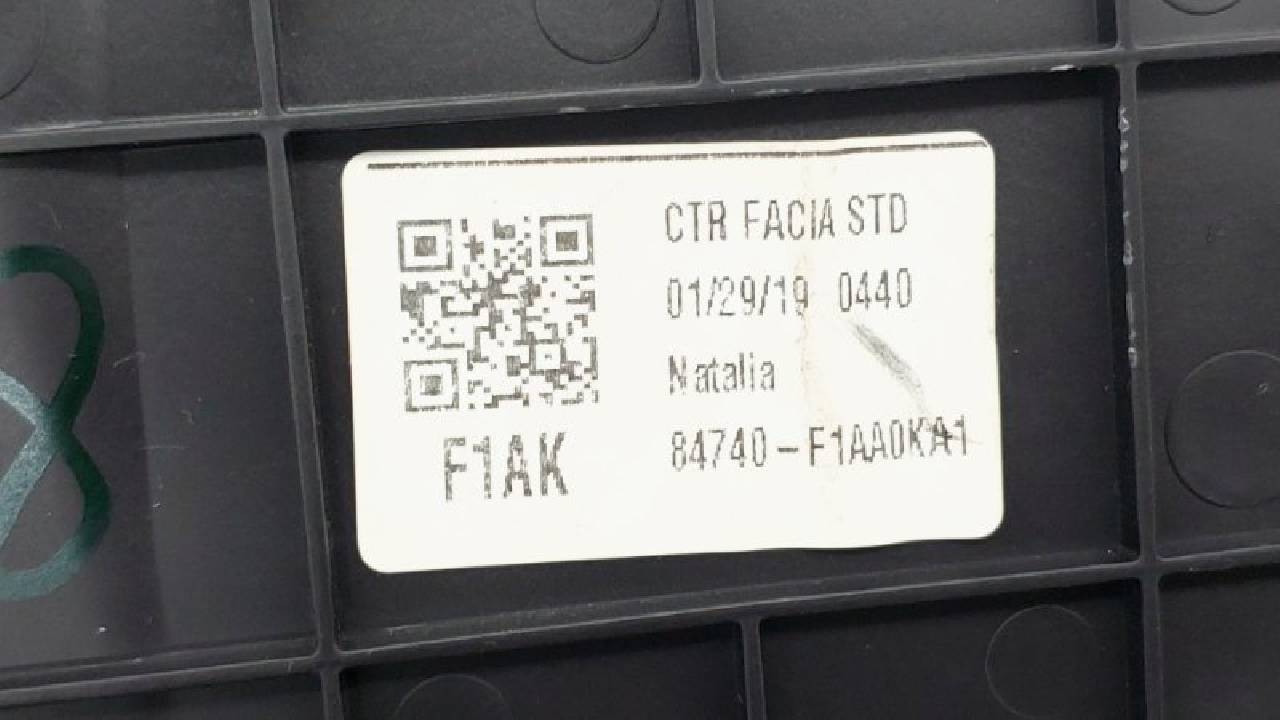 CTR FACIA STD
01/29/19 0440
Natalia
84740-F1AA0KA1
F1AK